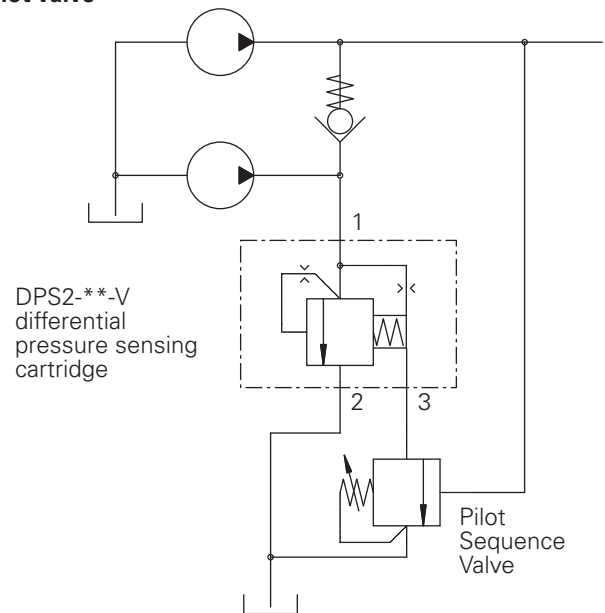 lot valve
1
DPS2-**-V
differential
pressure sensing
cartridge
2
3
Pilot
Sequence
Valve